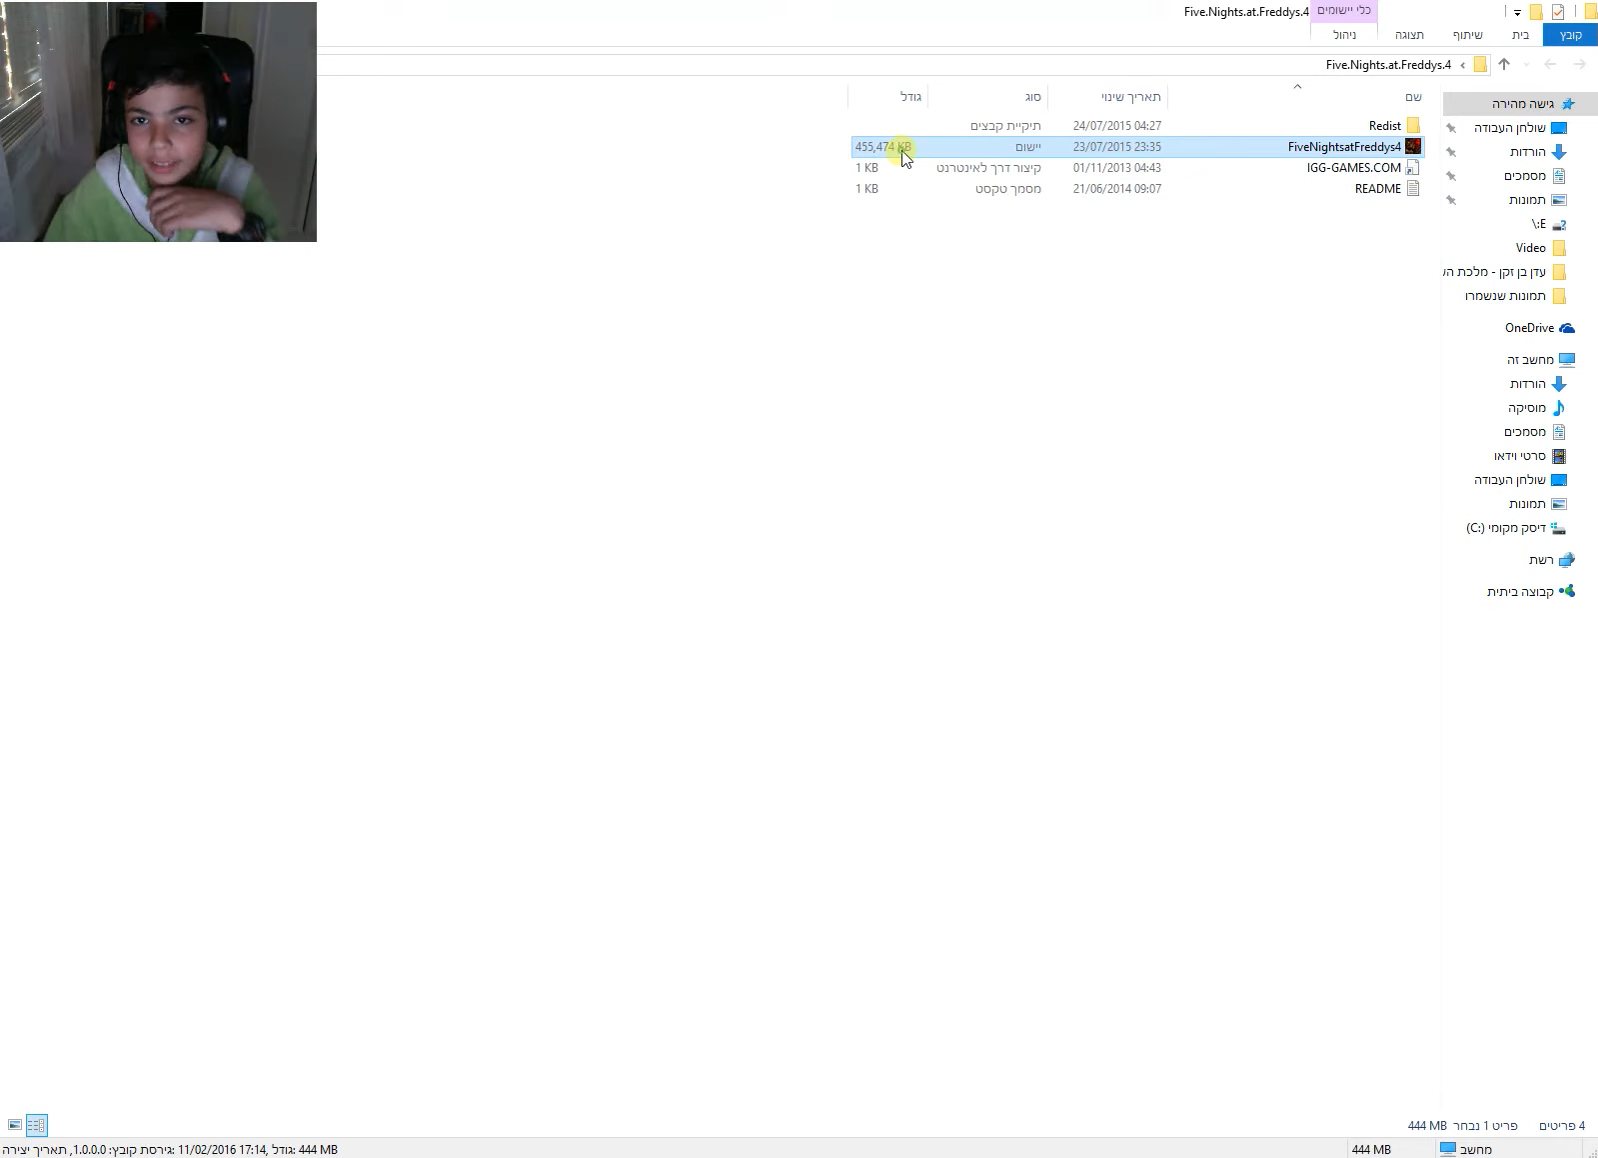 כלי יישומים
Five.Nights.at.Freddys.4
קובץ
בית
שיתוף
תצוגה
ניהול
Five.Nights.at.Freddys.4
שם
תאריך שינוי
סוג
גודל
Redist 24/07/2015 04:27 תיקיית קבצים
FiveNightsatFreddys4 23/07/2015 23:35 יישום 455,474 KB
IGG-GAMES.COM 01/11/2013 04:43 קיצור דרך לאינטרנט 1 KB
README 21/06/2014 09:07 מסמך טקסט 1 KB
גישה מהירה
שולחן העבודה
הורדות
מסמכים
תמונות
E:\
Video
עדן בן זקן - מלכת
תמונות שנשמרו
OneDrive
מחשב זה
הורדות
מוסיקה
מסמכים
סרטי וידאו
שולחן העבודה
תמונות
דיסק מקומי (C:)
רשת
קבוצה ביתית
4 פריטים
פריט 1 נבחר 444 MB
מחשב
444 MB
444 MB :גודל ,11/02/2016 17:14 :גירסת קובץ: 1.0.0.0, תאריך יצירה